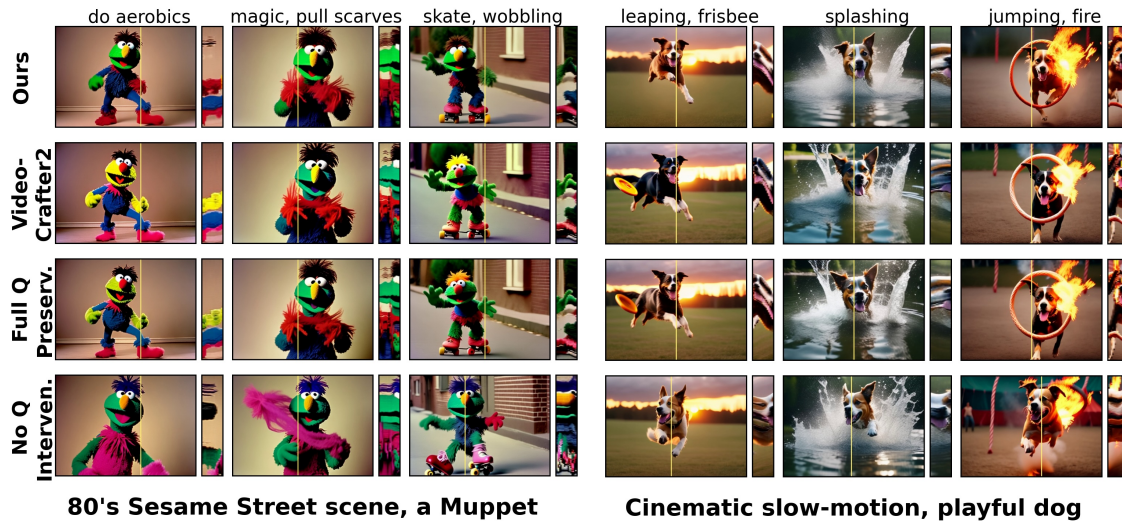 do aerobics
magic, pull scarves
skate, wobbling
leaping, frisbee
splashing
jumping, fire
Ours
Video-
Crafter2
Full Q
Preserv.
No Q
Interven.
80's Sesame Street scene, a Muppet
Cinematic slow-motion, playful dog